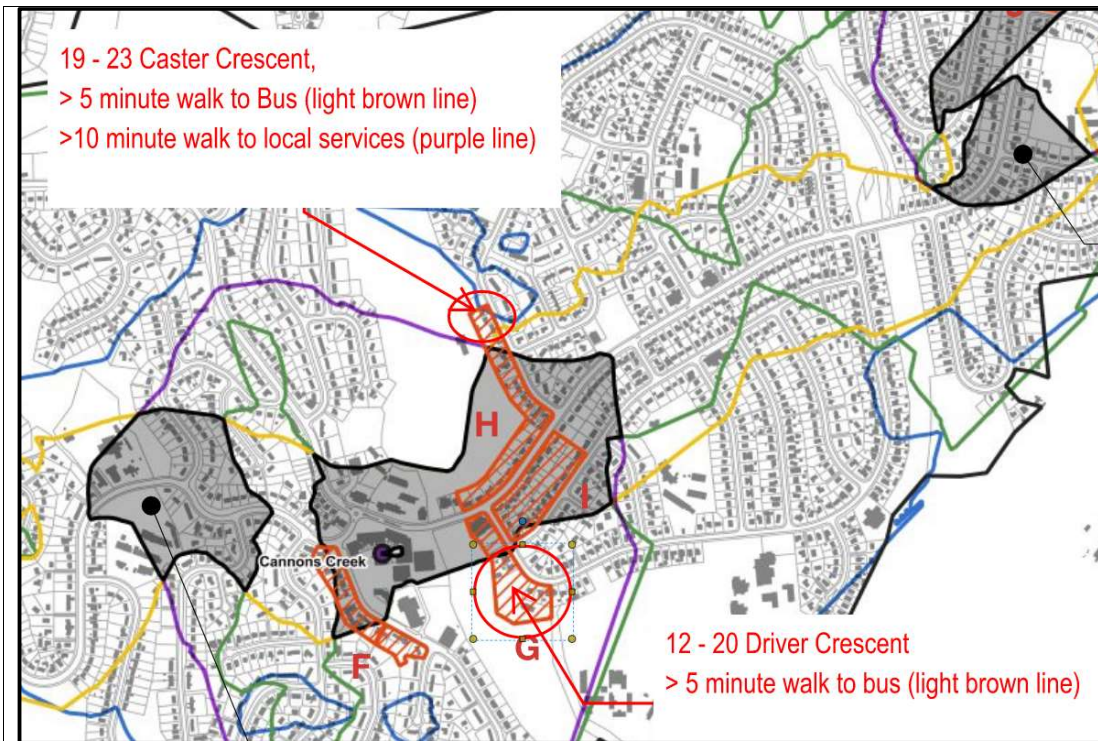 19 - 23 Caster Crescent,
> 5 minute walk to Bus (light brown line)
>10 minute walk to local services (purple line)
H
I
Cannons Creek
F
G
12 - 20 Driver Crescent
> 5 minute walk to bus (light brown line)